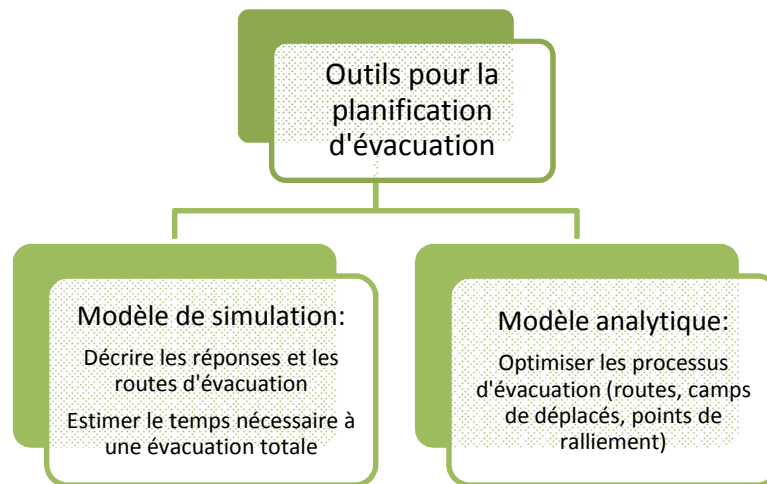 Outils pour la
planification
d'évacuation
Modèle de simulation:
Décrire les réponses et les
routes d'évacuation
Estimer le temps nécessaire à
une évacuation totale
Modèle analytique:
Optimiser les processus
d'évacuation (routes, camps
de déplacés, points de
ralliement)